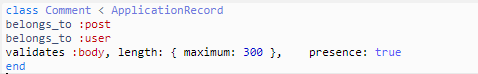 class Comment < ApplicationRecord
belongs_to :post
belongs_to :user
validates :body, length: { maximum: 300 },    presence: true
end